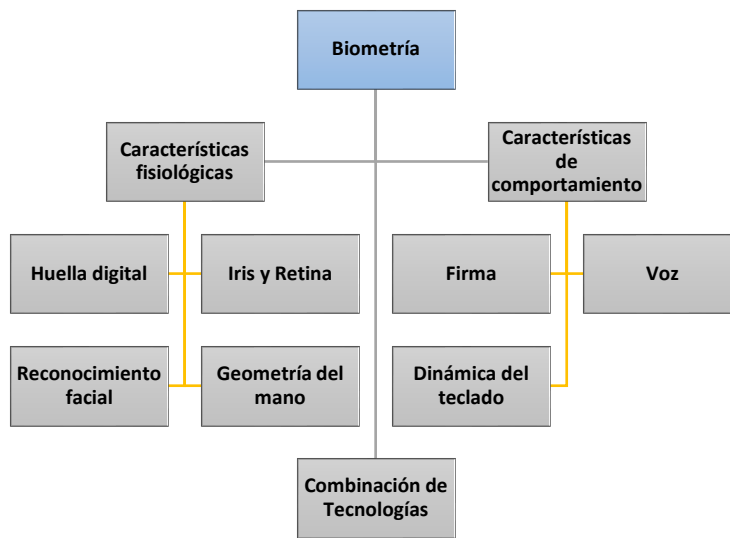 Biometría
Características
fisiológicas
Características
de
comportamiento
Huella digital
Iris y Retina
Firma
Voz
Reconocimiento
facial
Geometría del
mano
Dinámica del
teclado
Combinación de
Tecnologías